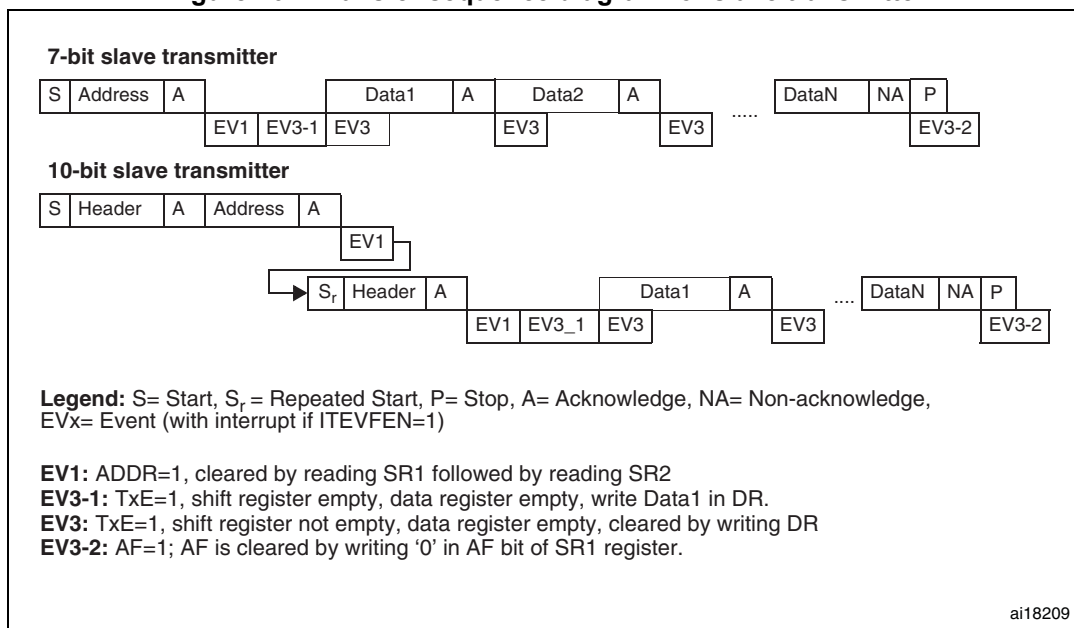 7-bit slave transmitter
S Address A Data1 A Data2 A ..... DataN NA P
EV1 EV3-1 EV3 EV3 EV3 EV3-2
10-bit slave transmitter
S Header A Address A
EV1
Sr Header A Data1 A .... DataN NA P
EV1 EV3_1 EV3 EV3 EV3-2
Legend: S= Start, Sr = Repeated Start, P= Stop, A= Acknowledge, NA= Non-acknowledge,
EVx= Event (with interrupt if ITEVFEN=1)
EV1: ADDR=1, cleared by reading SR1 followed by reading SR2
EV3-1: TxE=1, shift register empty, data register empty, write Data1 in DR.
EV3: TxE=1, shift register not empty, data register empty, cleared by writing DR
EV3-2: AF=1; AF is cleared by writing ‘0’ in AF bit of SR1 register.
ai18209